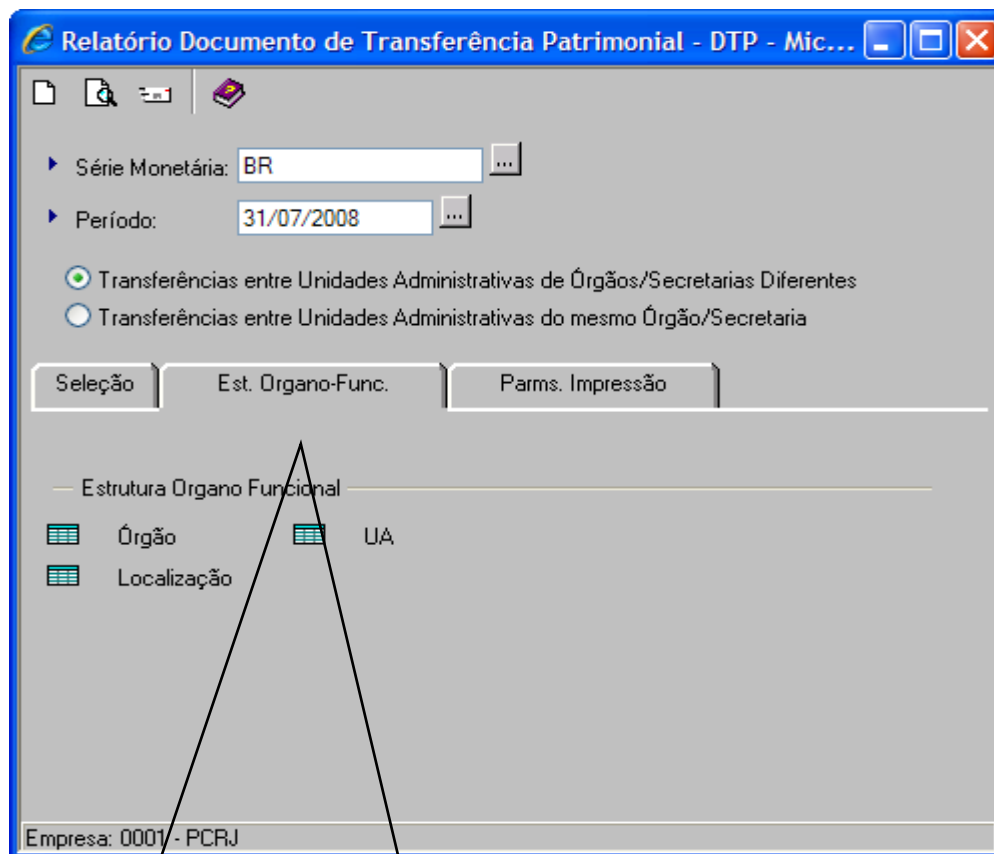 Relatório Documento de Transferência Patrimonial - DTP - Mic...
Série Monetária: BR ...
Período: 31/07/2008 ...
Transferências entre Unidades Administrativas de Órgãos/Secretarias Diferentes
Transferências entre Unidades Administrativas do mesmo Órgão/Secretaria
Seleção Est. Organo-Func. Parms. Impressão
Estrutura Organo Funcional
Órgão UA
Localização
Empresa: 0001 - PCRJ